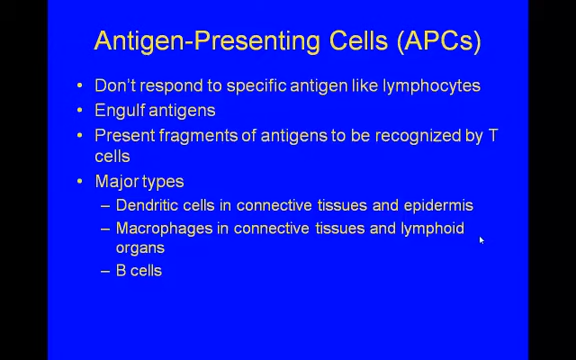 Antigen-Presenting Cells (APCs)
• Don't respond to specific antigen like lymphocytes
• Engulf antigens
• Present fragments of antigens to be recognized by T
cells
• Major types
– Dendritic cells in connective tissues and epidermis
– Macrophages in connective tissues and lymphoid
organs
– B cells